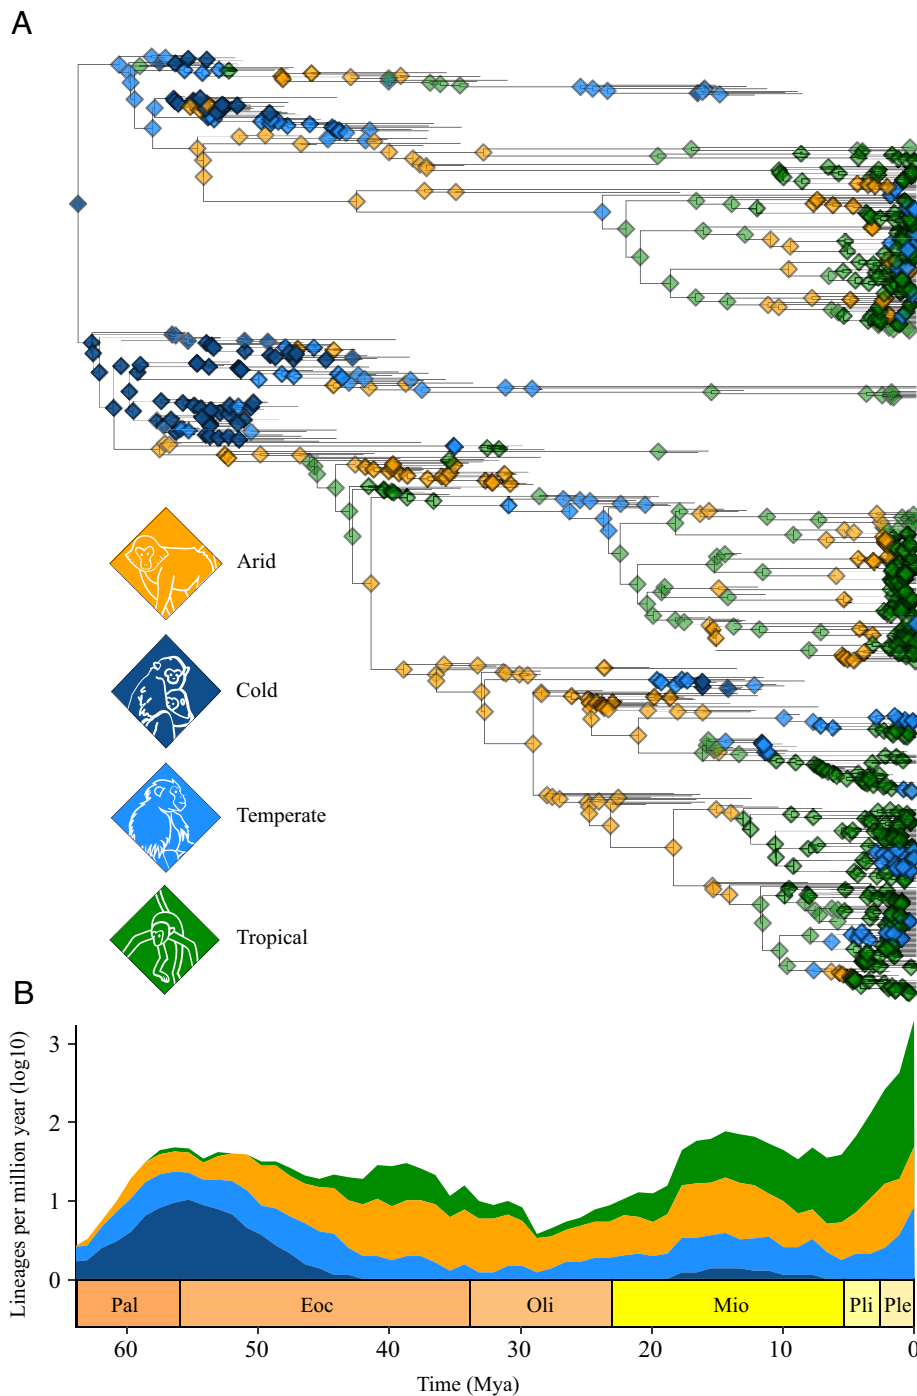 A
Arid
Cold
Temperate
Tropical
B
Lineages per million year (log10)
3
2
1
0
Pal Eoc Oli Mio Pli Ple
60 50 40 30 20 10 0
Time (Mya)